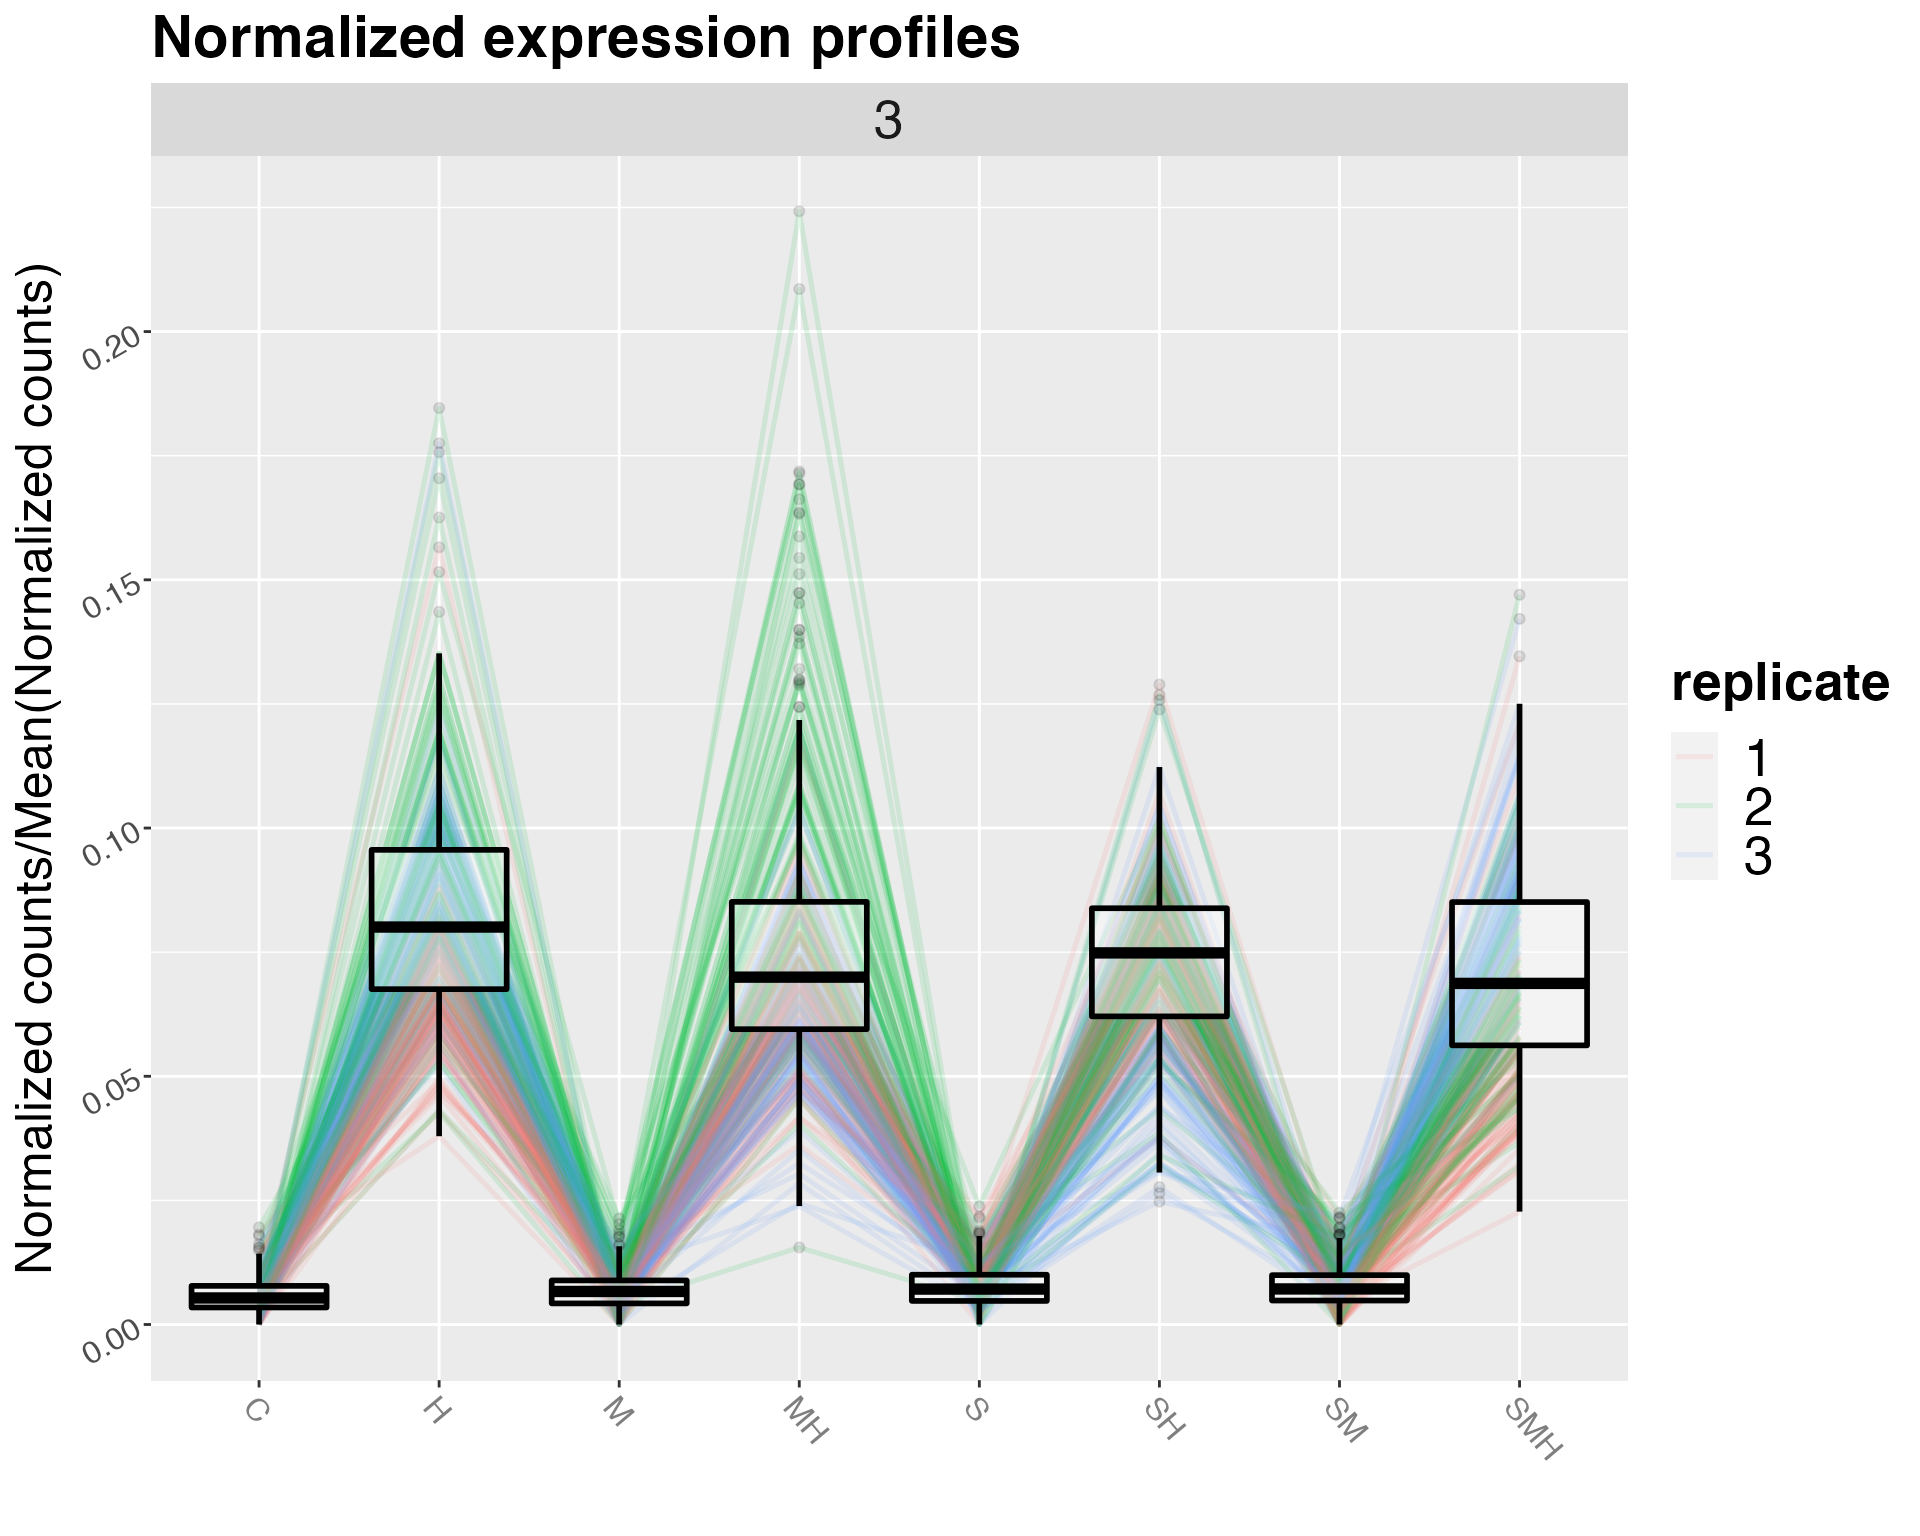 Normalized expression profiles
3
Normalized counts/Mean(Normalized counts)
0.20
0.15
0.10
0.05
0.00
C
H
M
MH
S
SH
SM
SMH
replicate
1
2
3